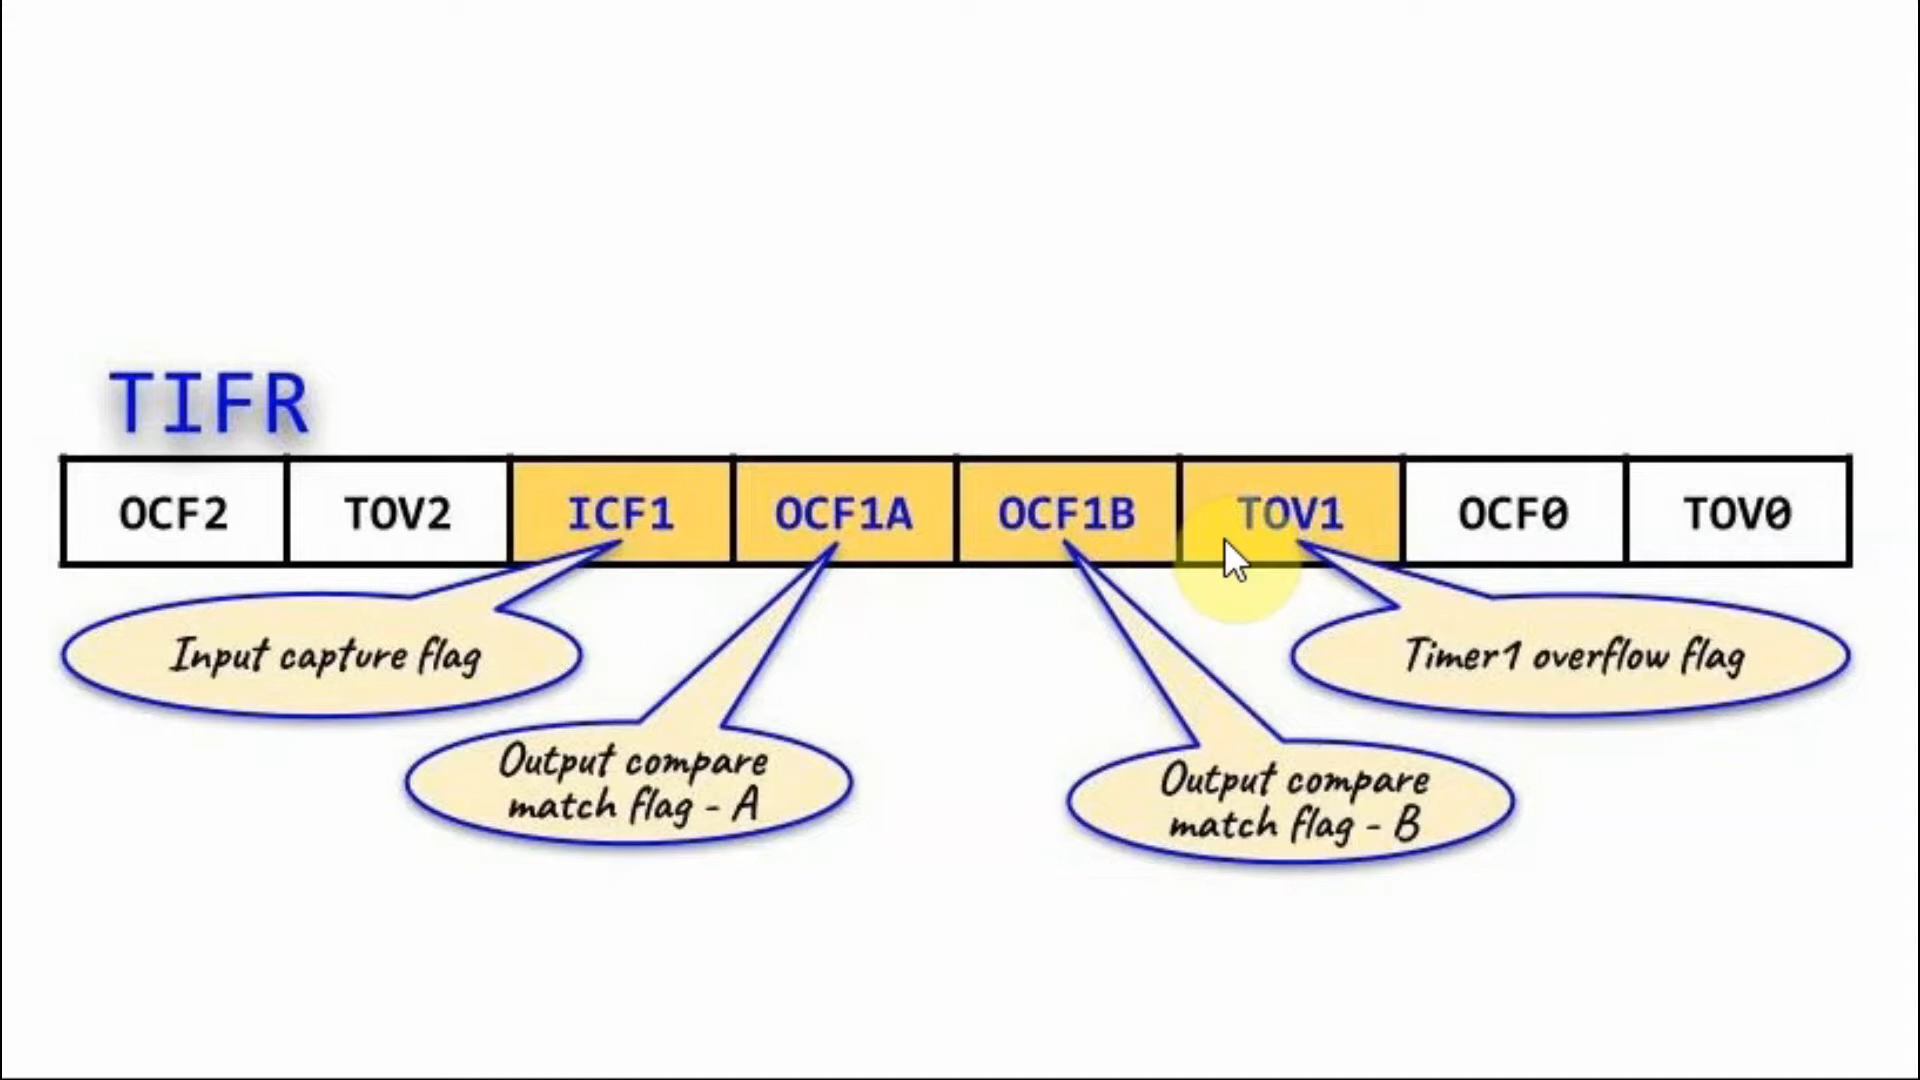 TIFR
OCF2 TOV2 ICF1 OCF1A OCF1B TOV1 OCF0 TOV0
Input capture flag
Timer1 overflow flag
Output compare
match flag - A
Output compare
match flag - B